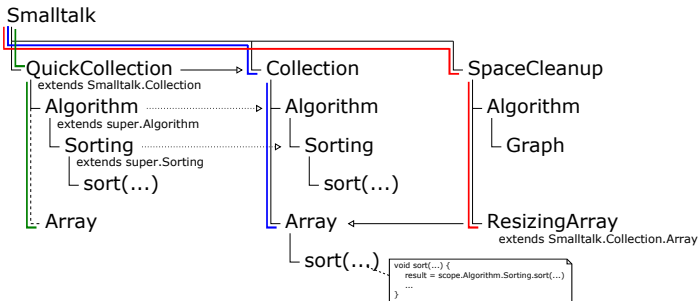 Smalltalk
QuickCollection
extends Smalltalk.Collection
Algorithm
extends super.Algorithm
Sorting
extends super.Sorting
sort(...)
Array
Collection
Algorithm
Sorting
sort(...)
Array
sort(...)
void sort(...) {
result = scope.Algorithm.Sorting.sort(...)
...
}
SpaceCleanup
Algorithm
Graph
ResizingArray
extends Smalltalk.Collection.Array